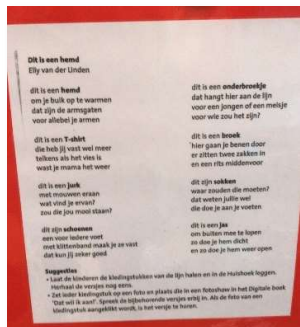 Dit is een hemd
Elly van der Linden
dit is een hemd
om je buik op te warmen
dat zijn de armsgaten
voor allebei je armen
dit is een T-shirt
die heb jij vast wel meer
telkens als het vies is
wast je mama het weer
dit is een jurk
met mouwen eraan
wat vind je ervan?
zou die jou mooi staan?
dit zijn schoenen
een voor iedere voet
met klittenband maak je ze vast
dat kun jij zeker goed
dit is een onderbroekje
dat hangt hier aan de lijn
voor een jongen of een meisje
voor wie zou het zijn?
dit is een broek
hier gaan je benen door
er zitten twee zakken in
en een rits middenvoor
dit zijn sokken
waar zouden die moeten?
dat weten jullie wel
die doe je aan je voeten
dit is een jas
om buiten mee te lopen
zo doe je hem dicht
en zo doe je hem weer open
Suggesties
• Laat de kinderen de kledingstukken van de lijn halen en in de Huishoek leggen.
Herhaal de versjes nog eens.
• Zet ieder kledingstuk op een foto en plaats die in een fotoshow in het Digitale boek
'Dat wil ik aan!'. Spreek de bijbehorende versjes erbij in. Als de foto van een
kledingstuk aangeklikt wordt, is het versje te horen.